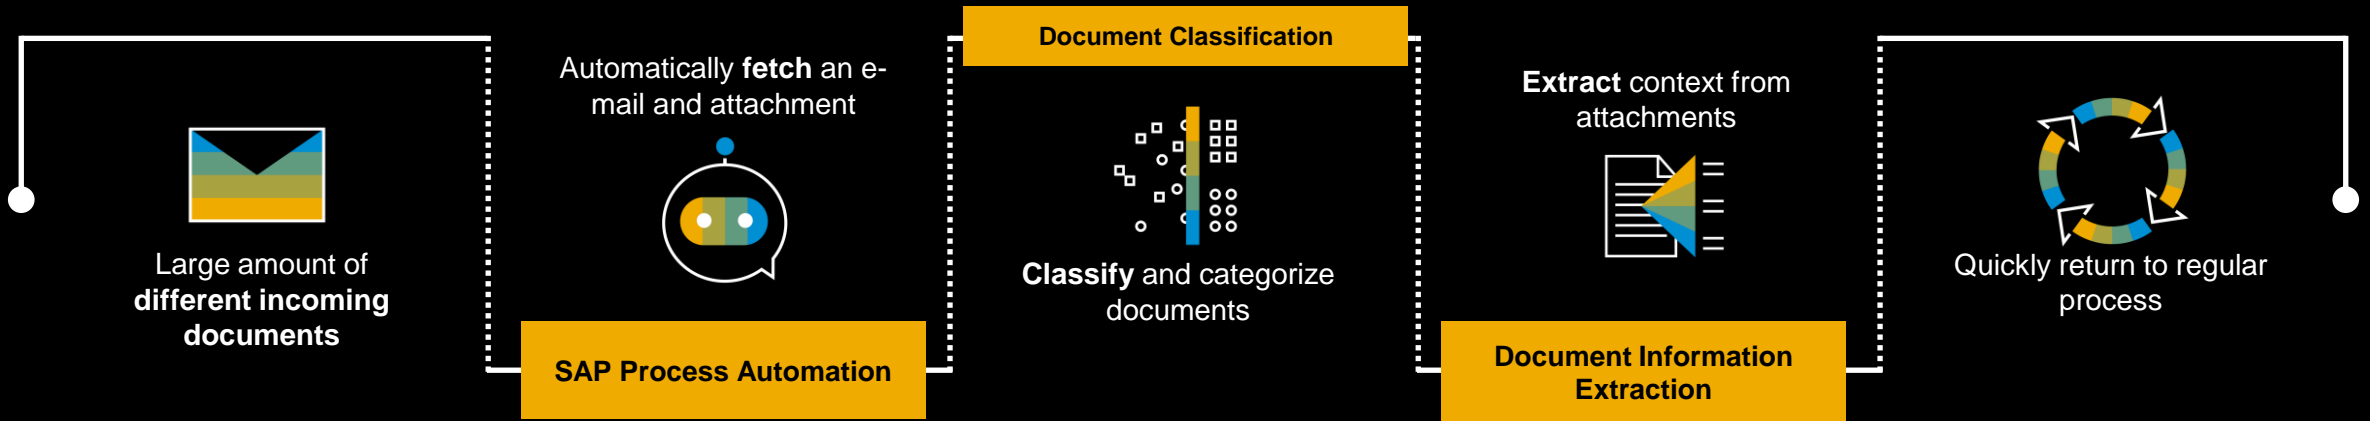 Large amount of
different incoming
documents
Automatically fetch an e-
mail and attachment
SAP Process Automation
Document Classification
Classify and categorize
documents
Extract context from
attachments
Document Information
Extraction
Quickly return to regular
process